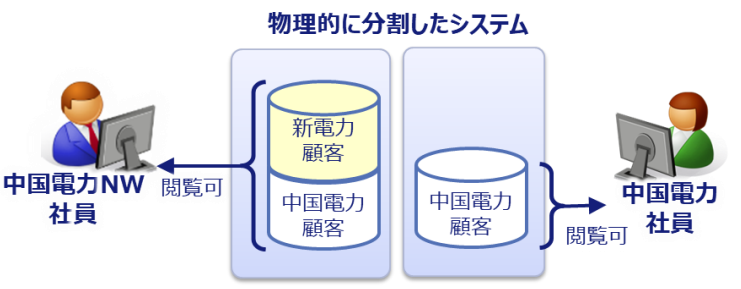 物理的に分割したシステム
新電力
顧客
中国電力
顧客
中国電力NW
社員
閲覧可
中国電力
顧客
中国電力
社員
閲覧可